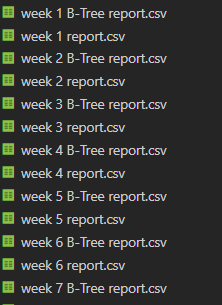 week 1 B-Tree report.csv
week 1 report.csv
week 2 B-Tree report.csv
week 2 report.csv
week 3 B-Tree report.csv
week 3 report.csv
week 4 B-Tree report.csv
week 4 report.csv
week 5 B-Tree report.csv
week 5 report.csv
week 6 B-Tree report.csv
week 6 report.csv
week 7 B-Tree report.csv